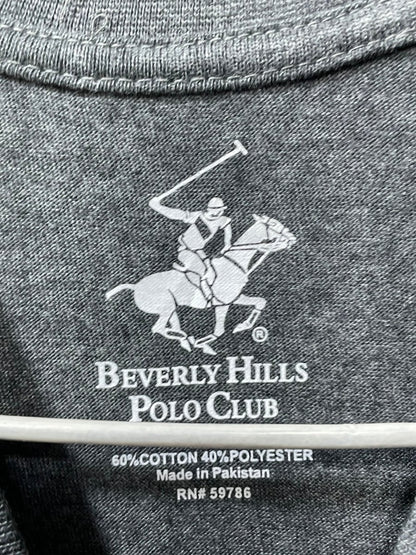 ®
BEVERLY HILLS
POLO CLUB
60%COTTON 40%POLYESTER
Made in Pakistan
RN# 59786